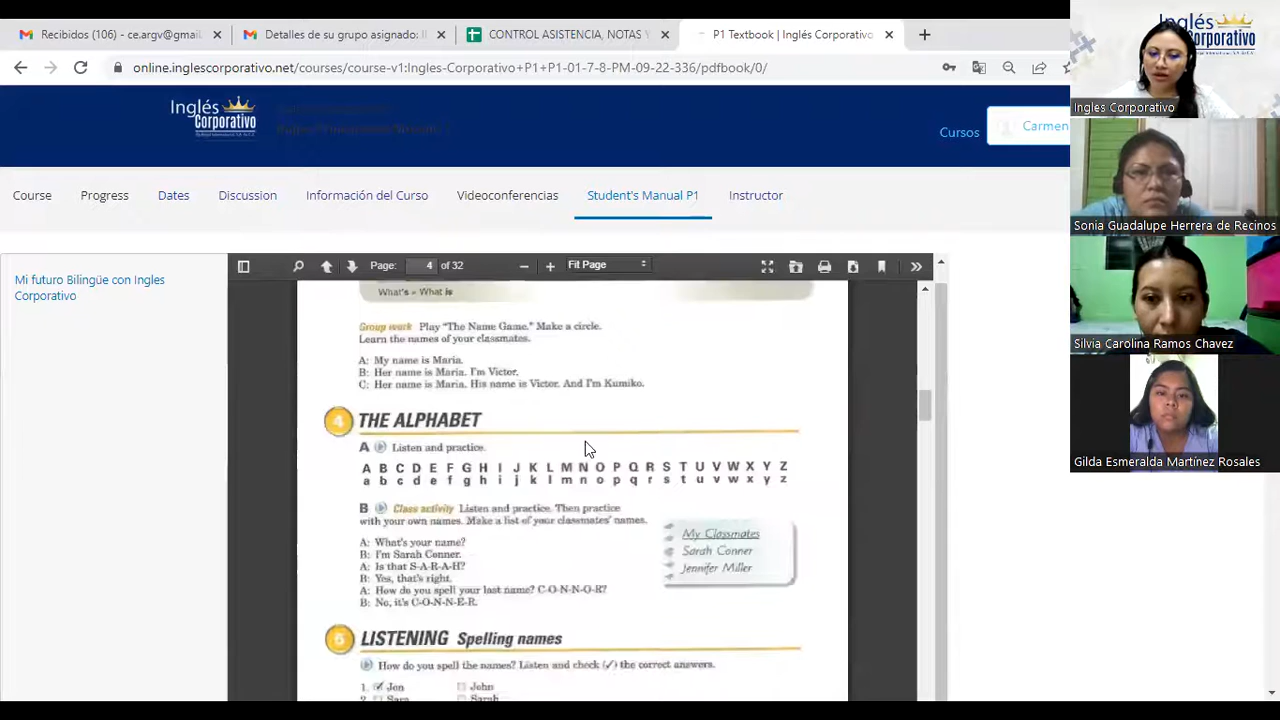 Recibidos (106) - ce.argv@gmai
Detalles de su grupo asignado: I
CONTROL ASISTENCIA, NOTAS Y
P1 Textbook | Inglés Corporativo
online.inglescorporativo.net/courses/course-v1:Ingles-Corporativo+P1+P1-01-7-8-PM-09-22-336/pdfbook/0/
Inglés
Corporativo
Cursos
Carmen
Course
Progress
Dates
Discussion
Información del Curso
Videoconferencias
Student's Manual P1
Instructor
Mi futuro Bilingüe con Ingles
Corporativo
Page: 4 of 32
Fit Page
What's = What is
Group work Play "The Name Game." Make a circle.
Learn the names of your classmates.
A: My name is Maria.
B: Her name is Maria. I'm Victor.
C: Her name is Maria. His name is Victor. And I'm Kumiko.
4 THE ALPHABET
A Listen and practice.
A B C D E F G H I J K L M N O P Q R S T U V W X Y Z
a b c d e f g h i j k l m n o p q r s t u v w x y z
B Class activity Listen and practice. Then practice
with your own names. Make a list of your classmates' names.
A: What's your name?
B: I'm Sarah Conner.
A: Is that S-A-R-A-H?
B: Yes, that's right.
A: How do you spell your last name? C-O-N-N-O-R?
B: No, it's C-O-N-N-E-R.
My Classmates
Sarah Conner
Jennifer Miller
5 LISTENING Spelling names
How do you spell the names? Listen and check (✓) the correct answers.
1. ✓ Jon
John
2. Sara
Sarah
Inglés
Corporativo
Ingles Corporativo
Sonia Guadalupe Herrera de Recinos
Silvia Carolina Ramos Chavez
Gilda Esmeralda Martínez Rosales